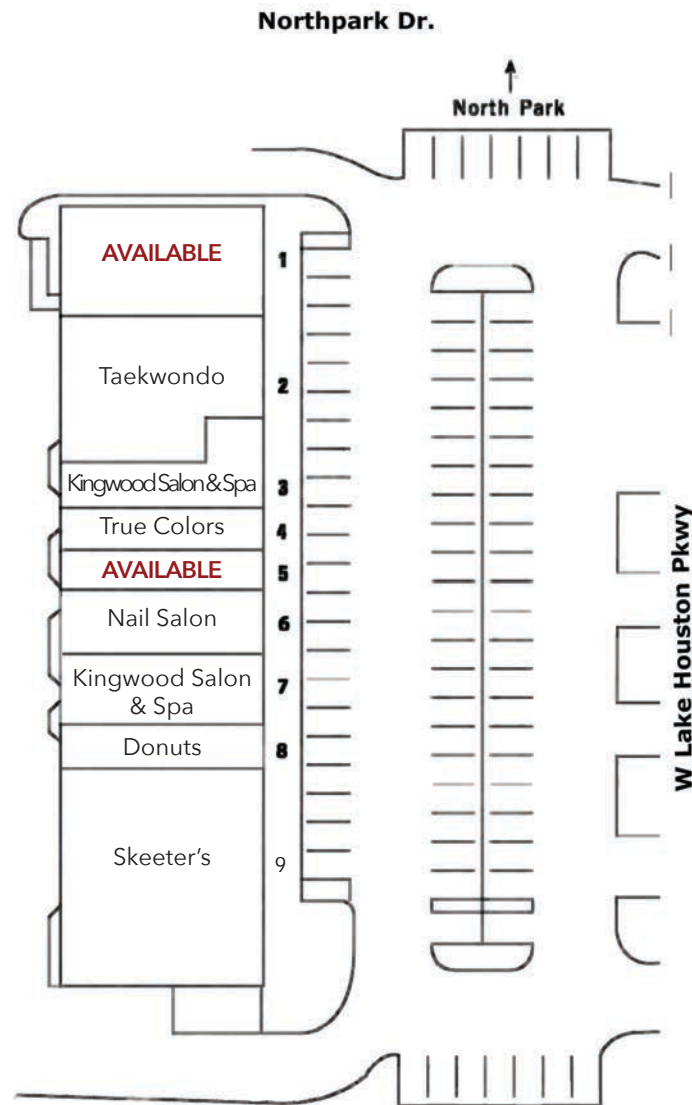 Northpark Dr.
North Park
AVAILABLE
1
Taekwondo
2
Kingwood Salon & Spa
3
True Colors
4
AVAILABLE
5
Nail Salon
6
Kingwood Salon
& Spa
7
Donuts
8
Skeeter's
9
W Lake Houston Pkwy